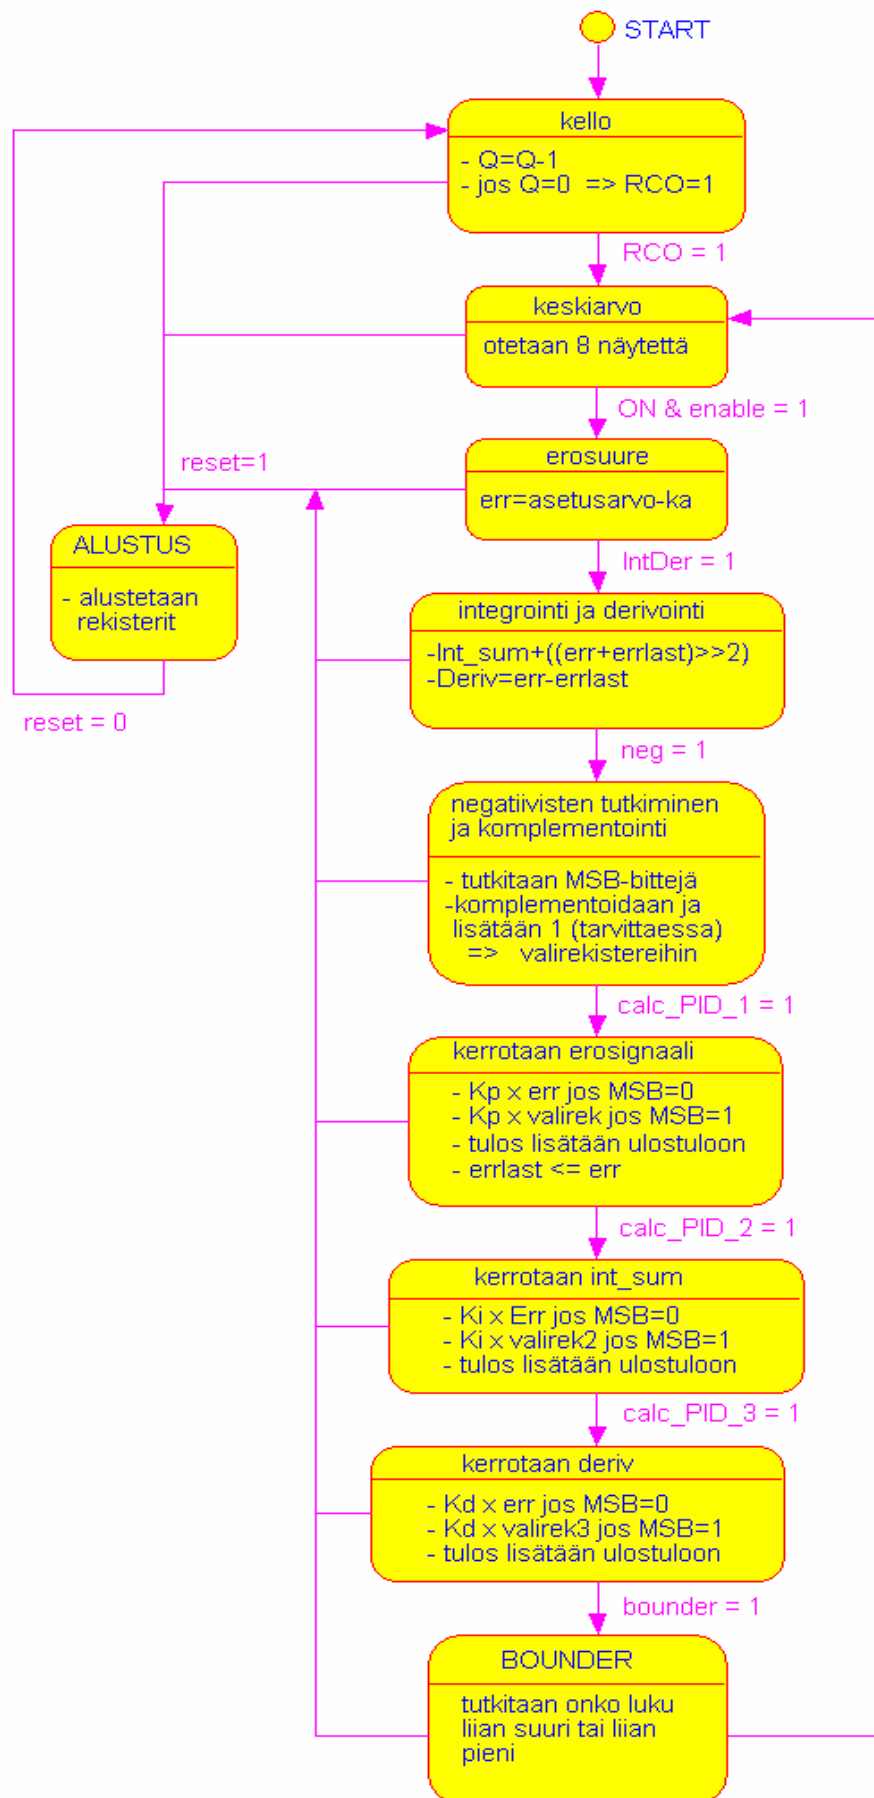 START
kello
- Q=Q-1
- jos Q=0 => RCO=1
RCO = 1
keskiarvo
otetaan 8 näytettä
ON & enable = 1
reset=1
erosuure
err=asetusarvo-ka
ALUSTUS
- alustetaan
rekisterit
reset = 0
IntDer = 1
integrointi ja derivointi
-Int_sum+((err+errlast)>>2)
-Deriv=err-errlast
neg = 1
negatiivisten tutkiminen
ja komplementointi
- tutkitaan MSB-bittejä
-komplementoidaan ja
lisätään 1 (tarvittaessa)
=> valirekistereihin
calc_PID_1 = 1
kerrotaan erosignaali
- Kp x err jos MSB=0
- Kp x valirek jos MSB=1
- tulos lisätään ulostuloon
- errlast <= err
calc_PID_2 = 1
kerrotaan int_sum
- Ki x Err jos MSB=0
- Ki x valirek2 jos MSB=1
- tulos lisätään ulostuloon
calc_PID_3 = 1
kerrotaan deriv
- Kd x err jos MSB=0
- Kd x valirek3 jos MSB=1
- tulos lisätään ulostuloon
bounder = 1
BOUNDER
tutkitaan onko luku
liian suuri tai liian
pieni